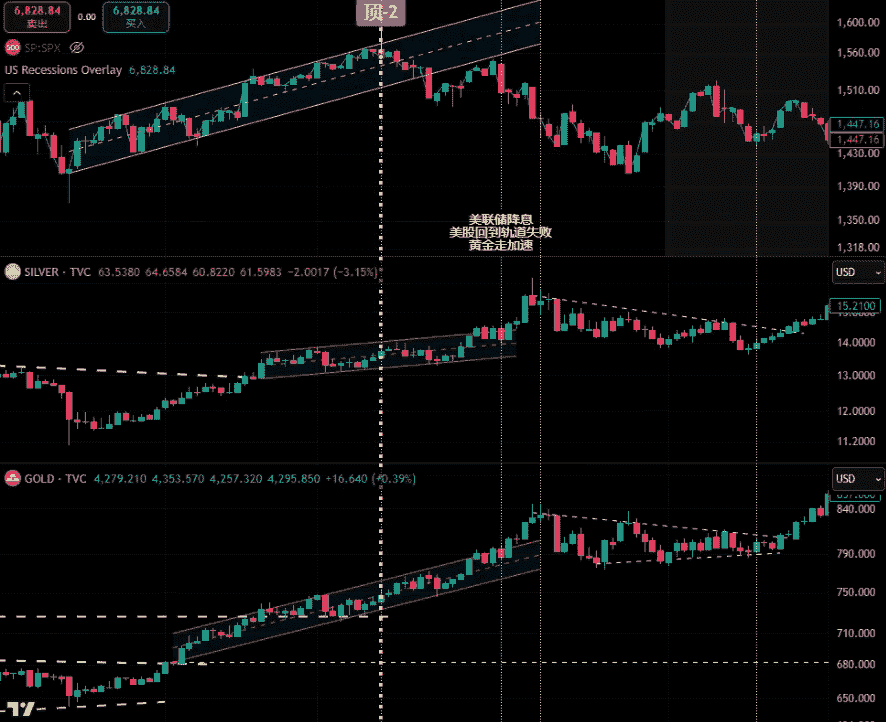 6,828.84
卖出
0.00
6,828.84
买入
顶-2
500 SP:SPX
US Recessions Overlay 6,828.84
1,600.00
1,560.00
1,510.00
1,447.16
1,447.16
1,430.00
1,390.00
1,350.00
1,318.00
美联储降息
美股回到轨道失败
黄金走加速
SILVER · TVC 63.5380 64.6584 60.8220 61.5983 −2.0017 (−3.15%)
USD
15.2100
14.0000
13.0000
12.0000
11.2000
GOLD · TVC 4,279.210 4,353.570 4,257.320 4,295.850 +16.640 (+0.39%)
USD
840.000
790.000
750.000
710.000
680.000
650.000